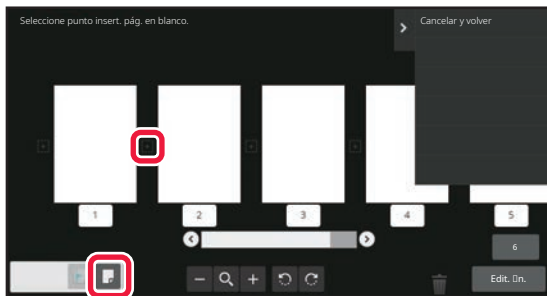 Seleccione punto insert. pág. en blanco.
Cancelar y volver
1
2
3
4
5
6
Edit. ▯n.